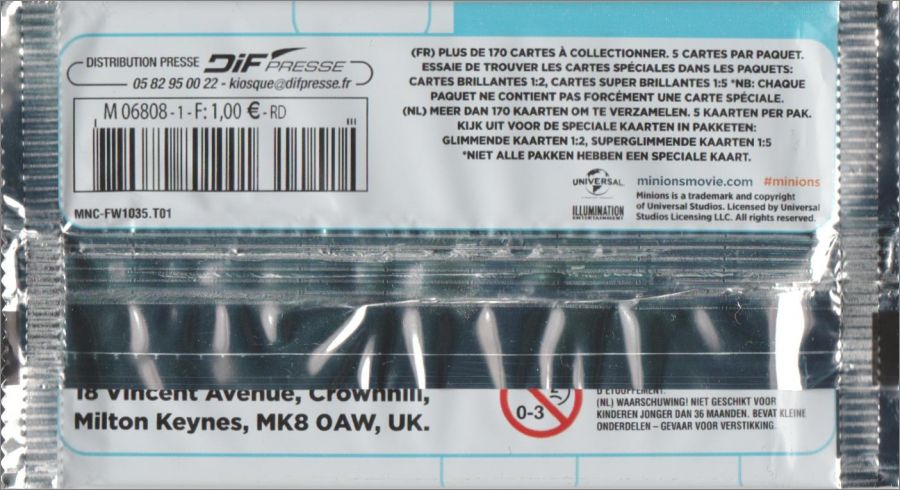 DISTRIBUTION PRESSE DiF PRESSE
05 82 95 00 22 - kiosque@difpresse.fr
M 06808 - 1 - F: 1,00 € - RD
MNC-FW1035.T01
(FR) PLUS DE 170 CARTES À COLLECTIONNER. 5 CARTES PAR PAQUET.
ESSAIE DE TROUVER LES CARTES SPÉCIALES DANS LES PAQUETS:
CARTES BRILLANTES 1:2, CARTES SUPER BRILLANTES 1:5 *NB: CHAQUE
PAQUET NE CONTIENT PAS FORCÉMENT UNE CARTE SPÉCIALE.
(NL) MEER DAN 170 KAARTEN OM TE VERZAMELEN. 5 KAARTEN PER PAK.
KIJK UIT VOOR DE SPECIALE KAARTEN IN PAKKETEN:
GLIMMENDE KAARTEN 1:2, SUPERGLIMMENDE KAARTEN 1:5
*NIET ALLE PAKKEN HEBBEN EEN SPECIALE KAART.
UNIVERSAL
ILLUMINATION
ENTERTAINMENT
minionsmovie.com #minions
Minions is a trademark and copyright
of Universal Studios. Licensed by Universal
Studios Licensing LLC. All rights reserved.
18 Vincent Avenue, Crownhill,
Milton Keynes, MK8 0AW, UK.
0-3
D'ÉTOUFFEMENT.
(NL) WAARSCHUWING! NIET GESCHIKT VOOR
KINDEREN JONGER DAN 36 MAANDEN. BEVAT KLEINE
ONDERDELEN – GEVAAR VOOR VERSTIKKING.